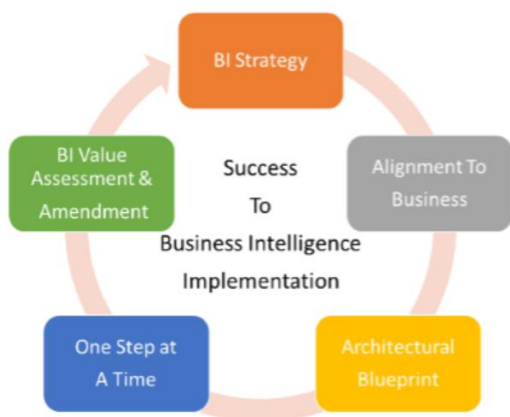 BI Strategy
Alignment To
Business
Architectural
Blueprint
One Step at
A Time
BI Value
Assessment &
Amendment
Success
To
Business Intelligence
Implementation